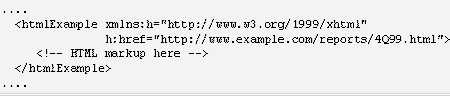 ....
<htmlExample xmlns:h="http://www.w3.org/1999/xhtml"
h:href="http://www.example.com/reports/4Q99.html">
<!-- HTML markup here -->
</htmlExample>
....